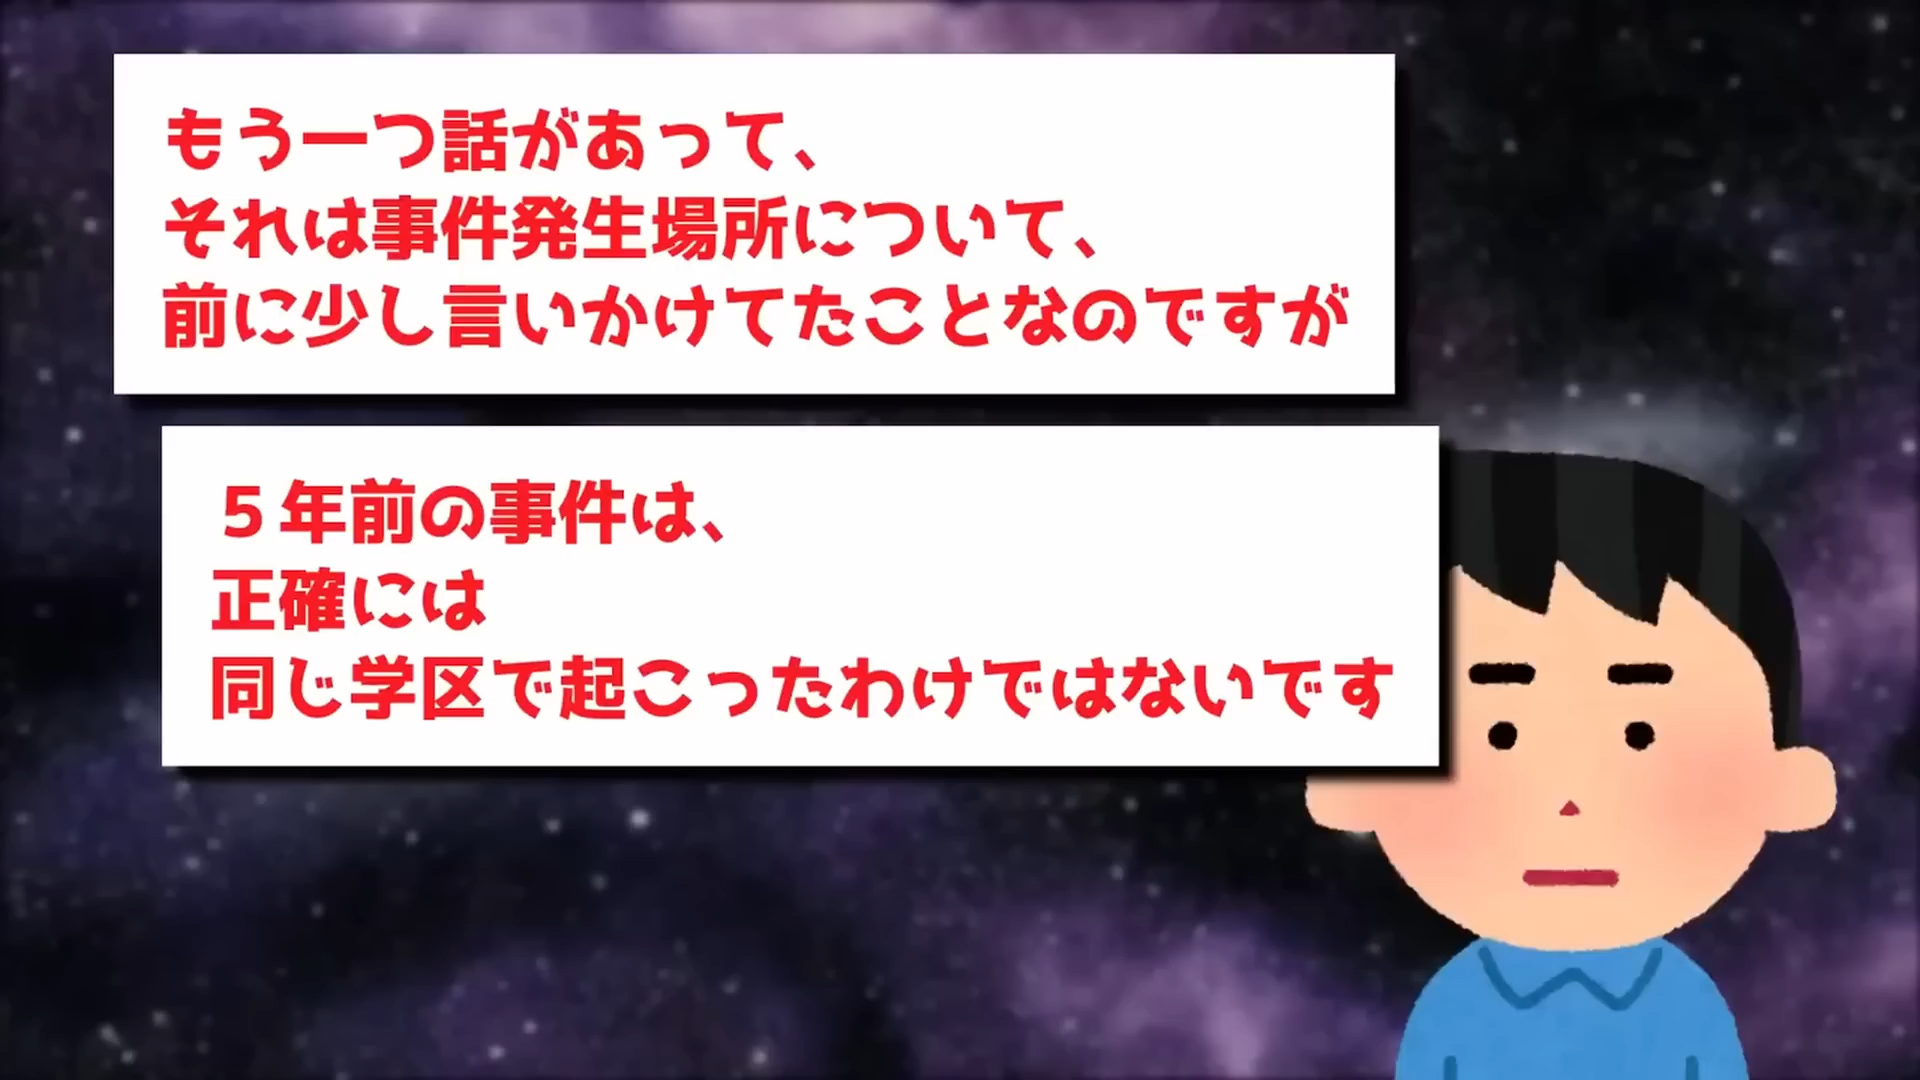 もう一つ話があって、
それは事件発生場所について、
前に少し言いかけてたことなのですが
５年前の事件は、
正確には
同じ学区で起こったわけではないです